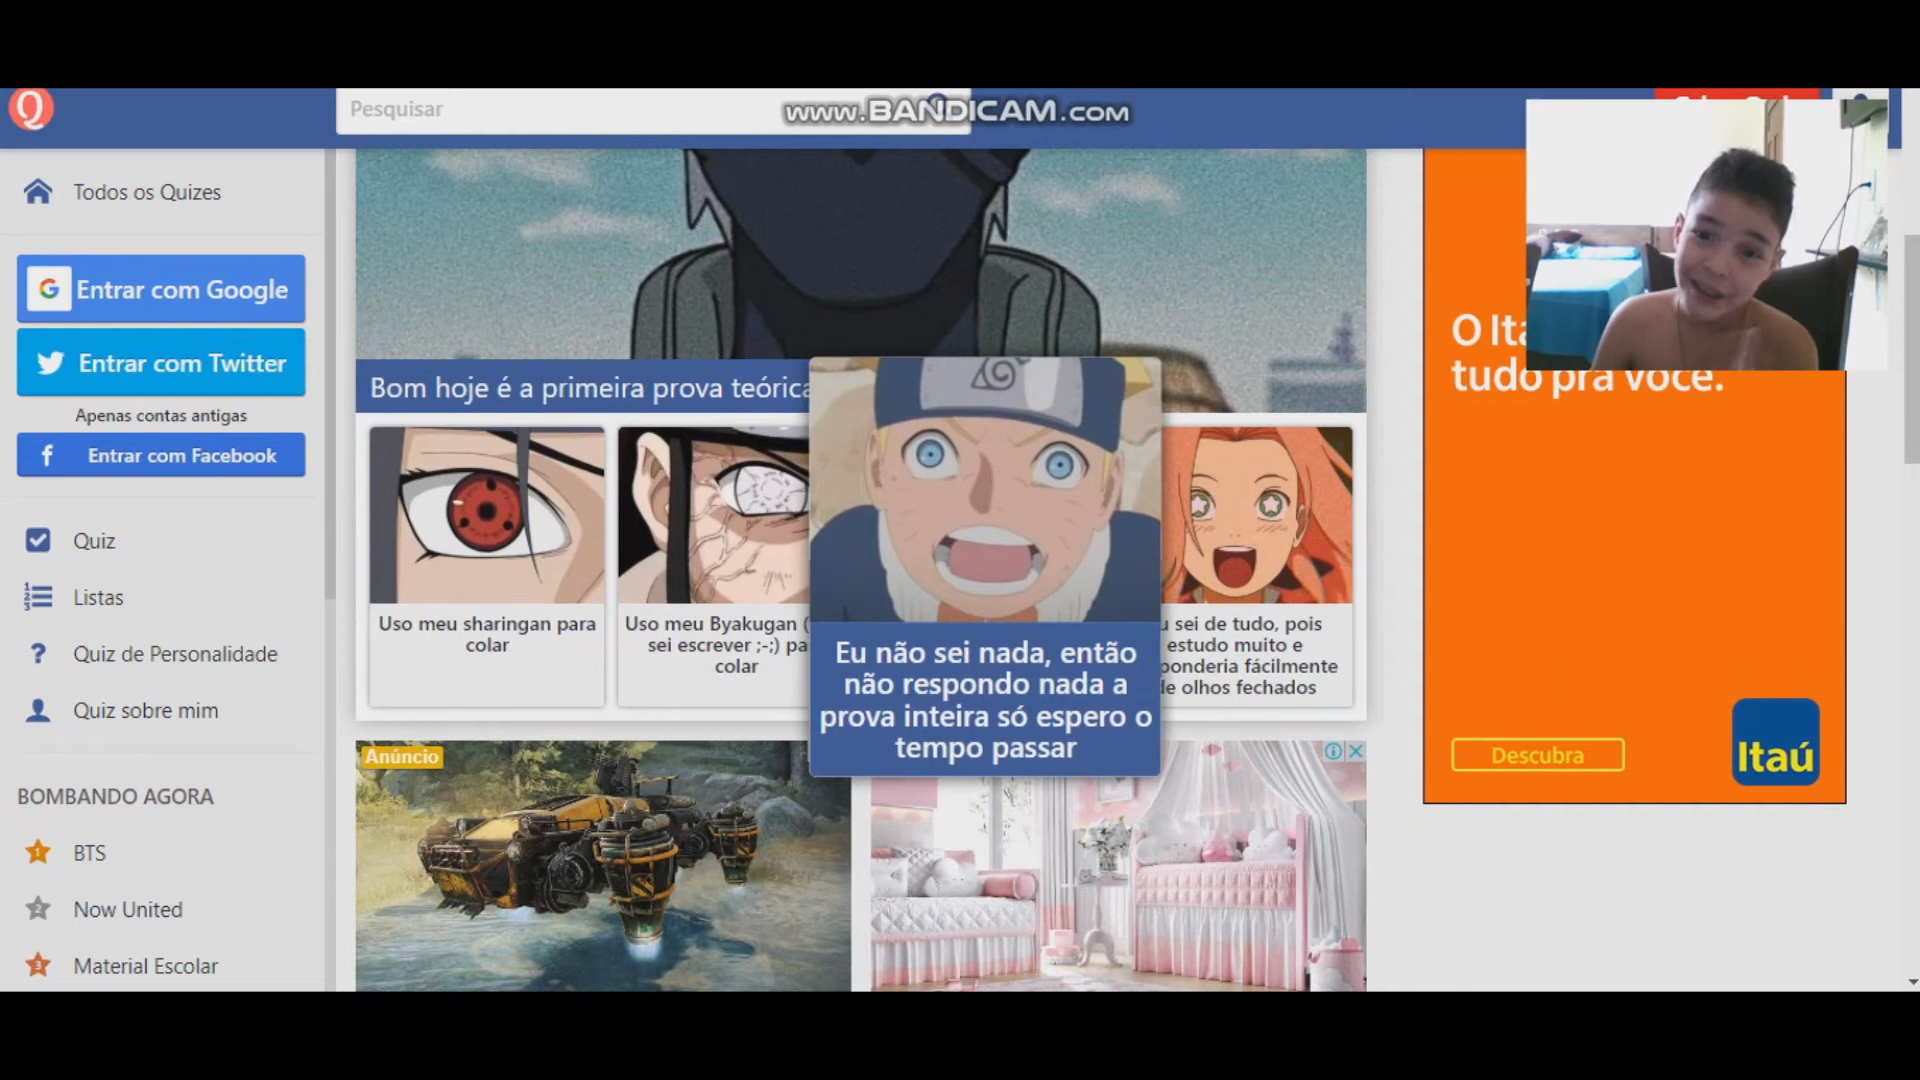 www.BANDICAM.com
Q
Pesquisar
Todos os Quizes
G Entrar com Google
Entrar com Twitter
Apenas contas antigas
f Entrar com Facebook
Quiz
Listas
Quiz de Personalidade
Quiz sobre mim
BOMBANDO AGORA
1 BTS
2 Now United
3 Material Escolar
Bom hoje é a primeira prova teórica
Uso meu sharingan para
colar
Uso meu Byakugan (
sei escrever ;-;) pa
colar
Eu não sei nada, então
não respondo nada a
prova inteira só espero o
tempo passar
sei de tudo, pois
estudo muito e
fácilmente
olhos fechados
Anúncio
O
tudo pra você.
Descubra
Itaú